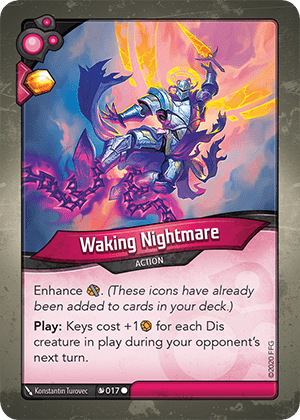 Waking Nightmare
ACTION
Enhance . (These icons have already
been added to cards in your deck.)
Play: Keys cost +1 for each Dis
creature in play during your opponent's
next turn.
Konstantin Turovec
017
©2020 FFG